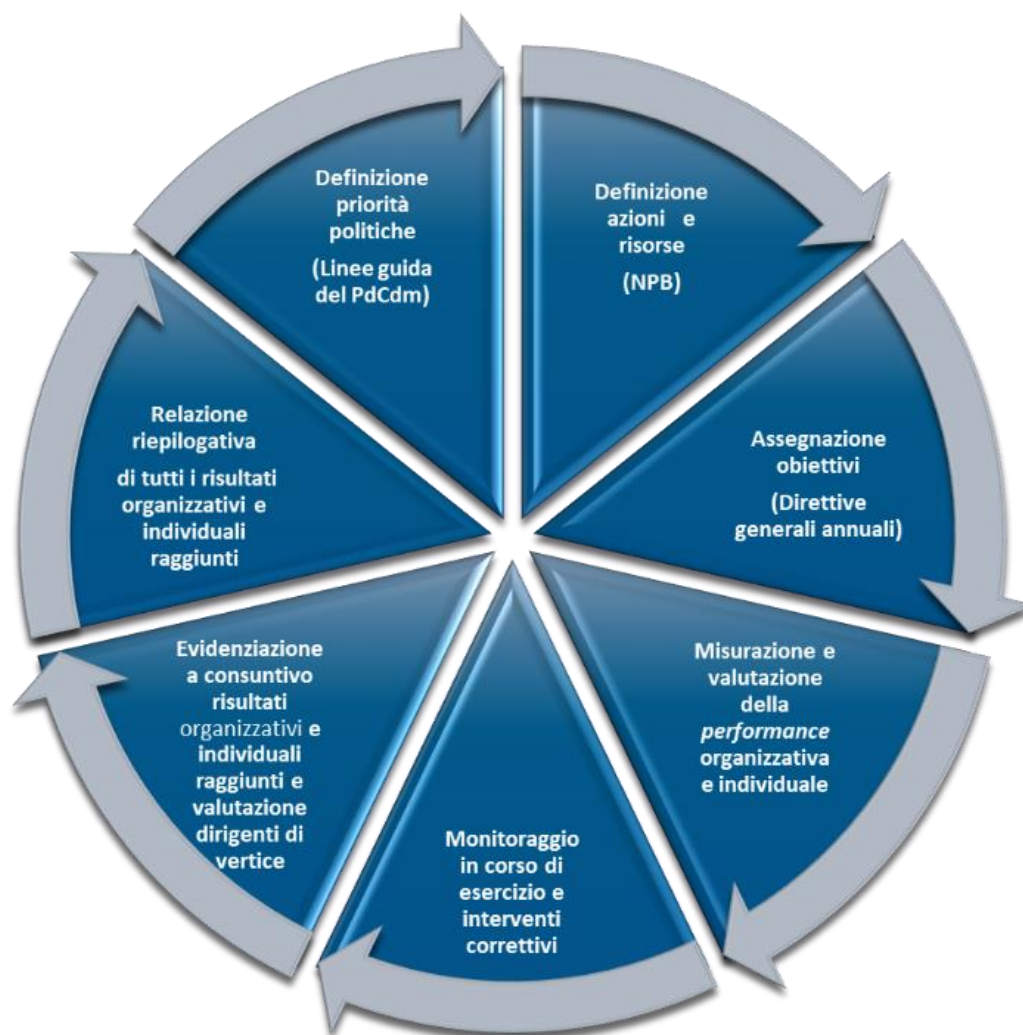 Definizione
priorità
politiche
(Linee guida
del PdCdm)
Definizione
azioni e
risorse
(NPB)
Assegnazione
obiettivi
(Direttive
generali annuali)
Misurazione e
valutazione
della
performance
organizzativa
e individuale
Monitoraggio
in corso di
esercizio e
interventi
correttivi
Evidenziazione
a consuntivo
risultati
organizzativi e
individuali
raggiunti e
valutazione
dirigenti di
vertice
Relazione
riepilogativa
di tutti i risultati
organizzativi e
individuali
raggiunti